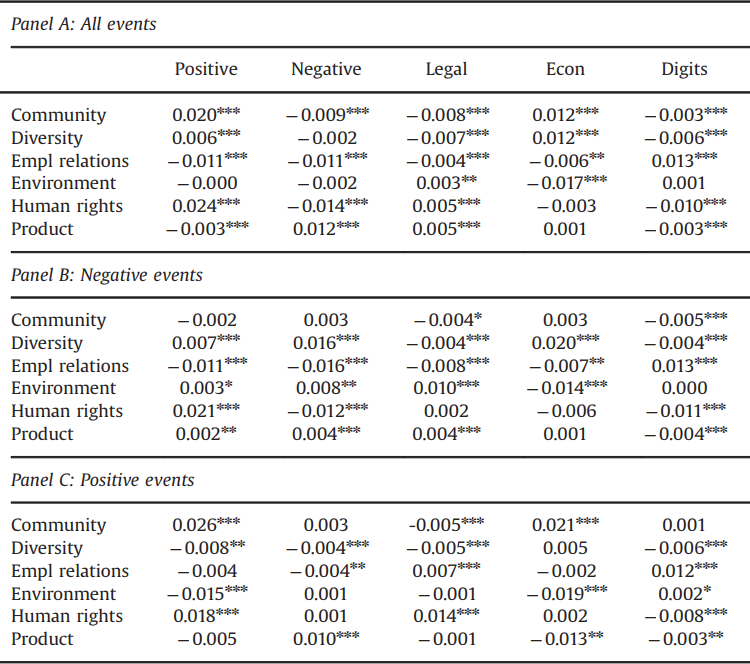 Panel A: All events
Positive Negative Legal Econ Digits
Community 0.020*** −0.009*** −0.008*** 0.012*** −0.003***
Diversity 0.006*** −0.002 −0.007*** 0.012*** −0.006***
Empl relations −0.011*** −0.011*** −0.004*** −0.006** 0.013***
Environment −0.000 −0.002 0.003** −0.017*** 0.001
Human rights 0.024*** −0.014*** 0.005*** −0.003 −0.010***
Product −0.003*** 0.012*** 0.005*** 0.001 −0.003***
Panel B: Negative events
Community −0.002 0.003 −0.004* 0.003 −0.005***
Diversity 0.007*** 0.016*** −0.004*** 0.020*** −0.004***
Empl relations −0.011*** −0.016*** −0.008*** −0.007** 0.013***
Environment 0.003* 0.008** 0.010*** −0.014*** 0.000
Human rights 0.021*** −0.012*** 0.002 −0.006 −0.011***
Product 0.002** 0.004*** 0.004*** 0.001 −0.004***
Panel C: Positive events
Community 0.026*** 0.003 -0.005*** 0.021*** 0.001
Diversity −0.008** −0.004*** −0.005*** 0.005 −0.006***
Empl relations −0.004 −0.004** 0.007*** −0.002 0.012***
Environment −0.015*** 0.001 −0.001 −0.019*** 0.002*
Human rights 0.018*** 0.001 0.014*** 0.002 −0.008***
Product −0.005 0.010*** −0.001 −0.013** −0.003**